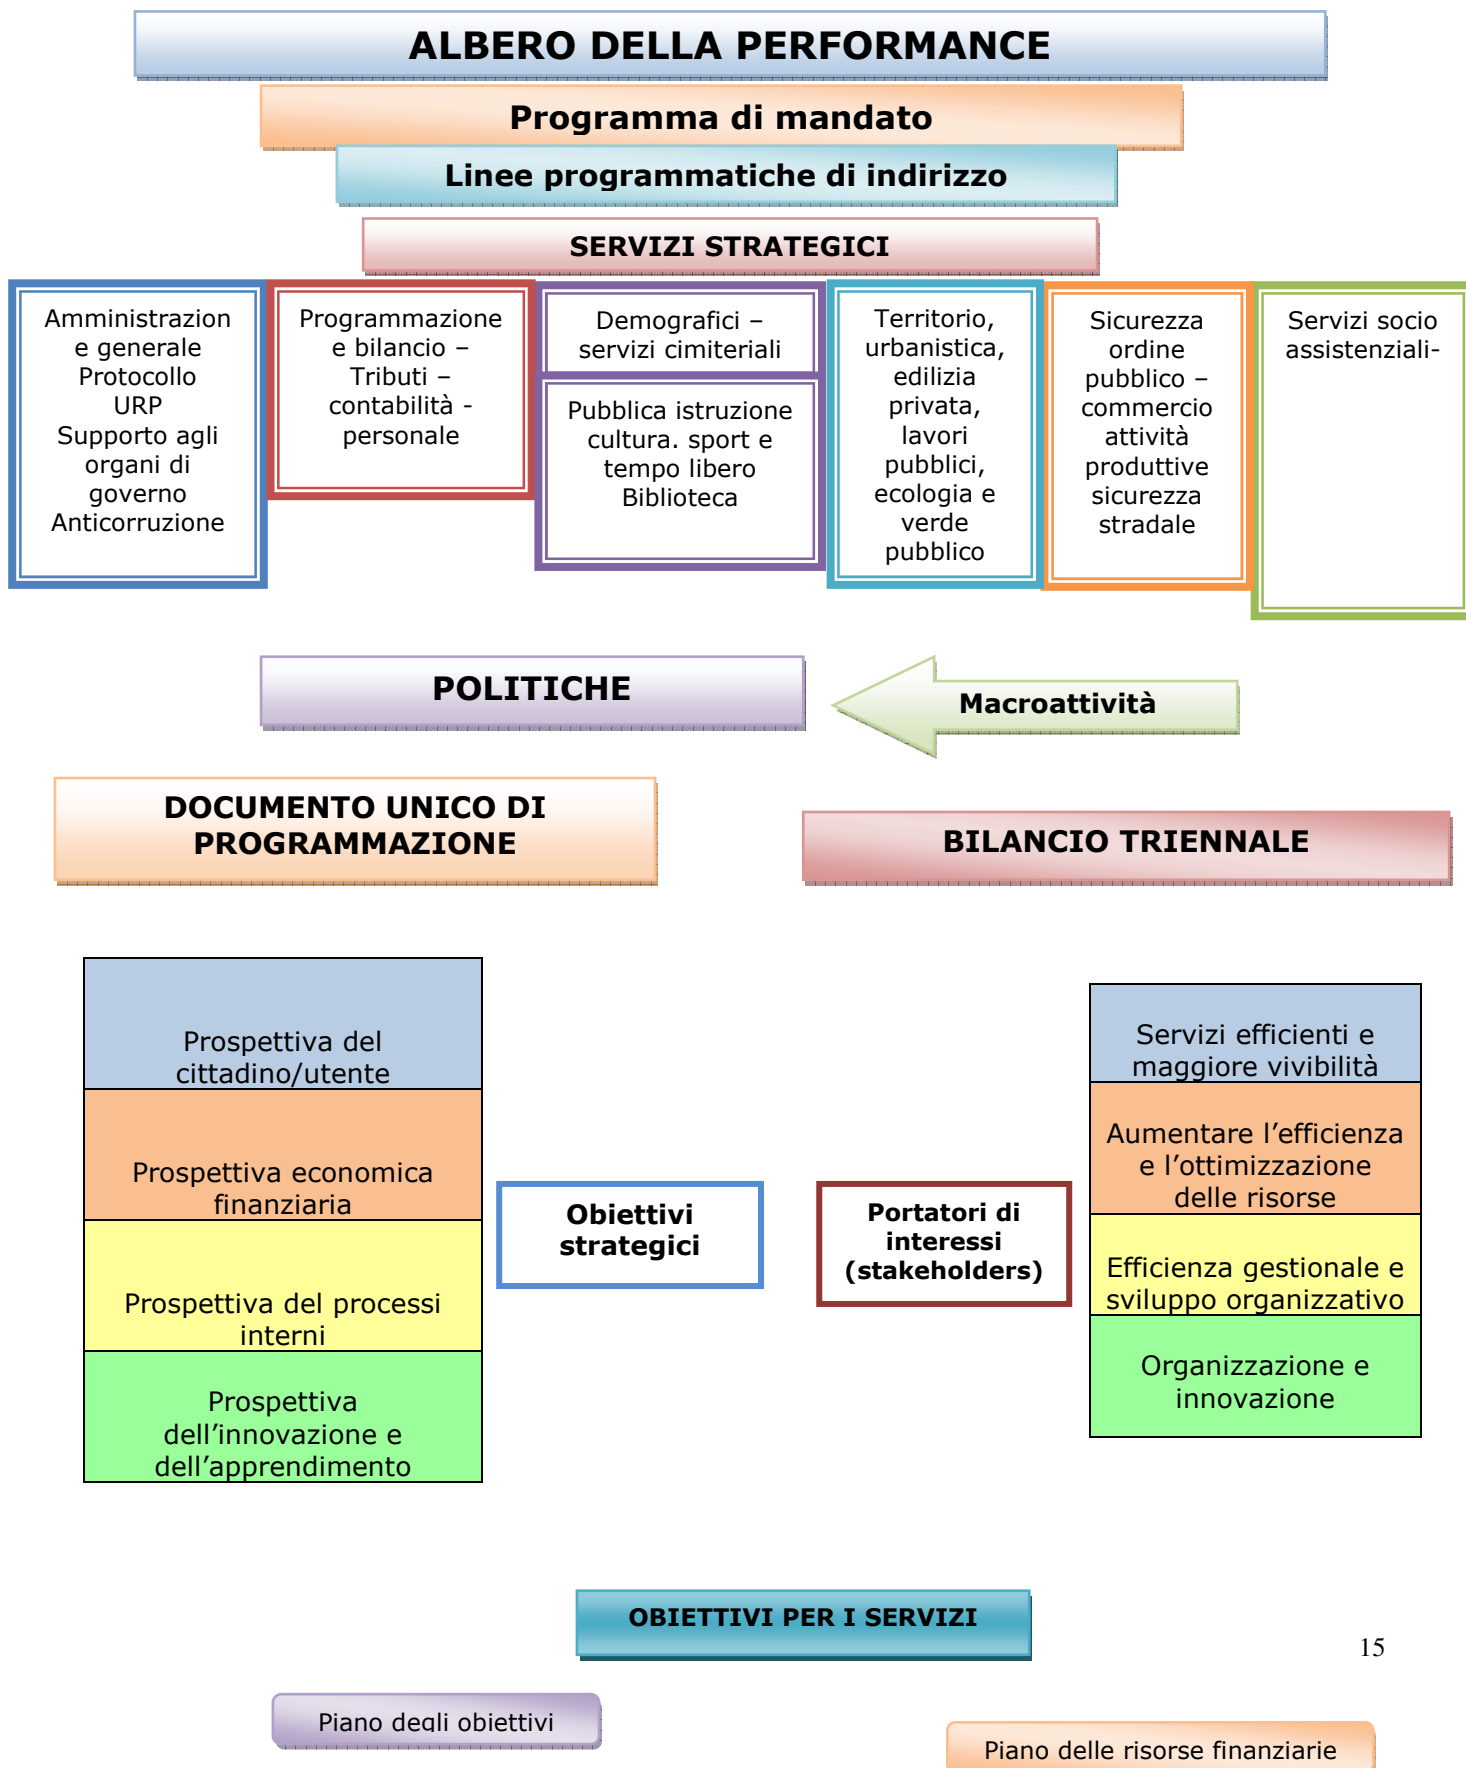 ALBERO DELLA PERFORMANCE
Programma di mandato
Linee programmatiche di indirizzo
SERVIZI STRATEGICI
Amministrazion
e generale
Protocollo
URP
Supporto agli
organi di
governo
Anticorruzione
Programmazione
e bilancio –
Tributi –
contabilità -
personale
Demografici –
servizi cimiteriali
Pubblica istruzione
cultura. sport e
tempo libero
Biblioteca
Territorio,
urbanistica,
edilizia
privata,
lavori
pubblici,
ecologia e
verde
pubblico
Sicurezza
ordine
pubblico –
commercio
attività
produttive
sicurezza
stradale
Servizi socio
assistenziali-
POLITICHE
Macroattività
DOCUMENTO UNICO DI
PROGRAMMAZIONE
BILANCIO TRIENNALE
Prospettiva del
cittadino/utente
Prospettiva economica
finanziaria
Prospettiva del processi
interni
Prospettiva
dell’innovazione e
dell’apprendimento
Obiettivi
strategici
Portatori di
interessi
(stakeholders)
Servizi efficienti e
maggiore vivibilità
Aumentare l’efficienza
e l’ottimizzazione
delle risorse
Efficienza gestionale e
sviluppo organizzativo
Organizzazione e
innovazione
OBIETTIVI PER I SERVIZI
15
Piano degli obiettivi
Piano delle risorse finanziarie